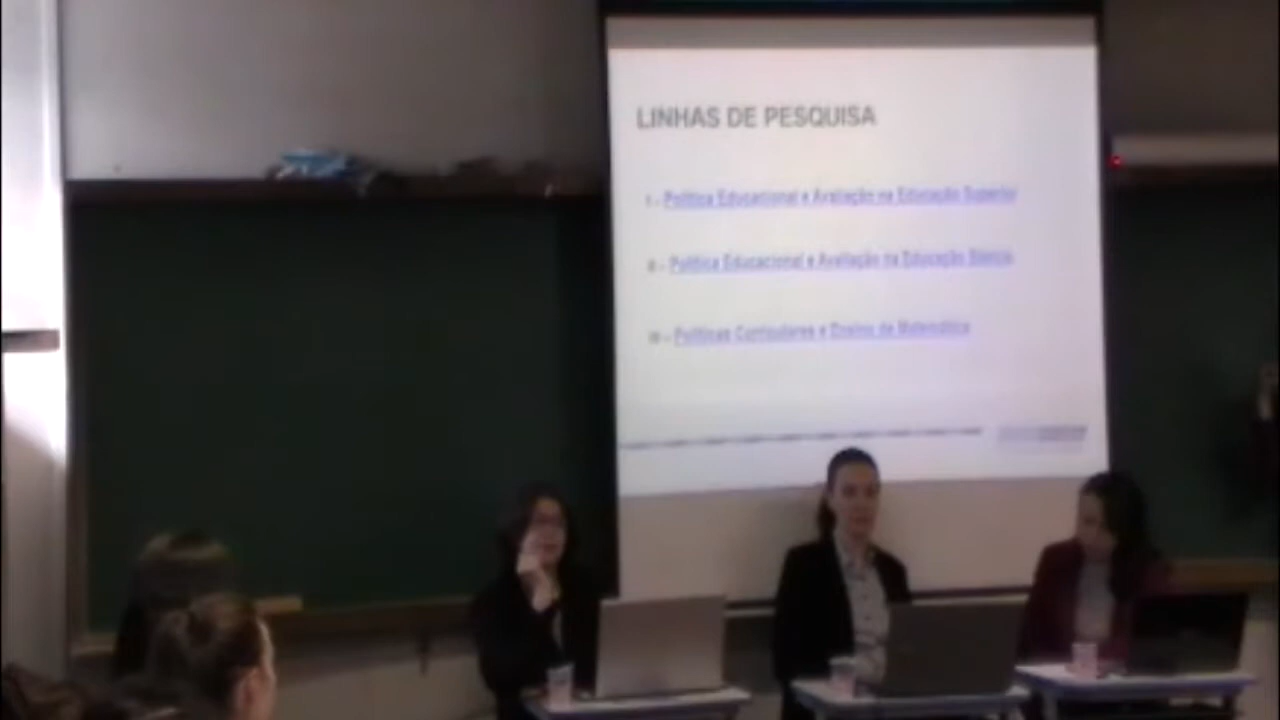 LINHAS DE PESQUISA
I - Política Educacional e Avaliação na Educação Superior
II - Política Educacional e Avaliação na Educação Básica
III - Políticas Curriculares e Ensino de Matemática